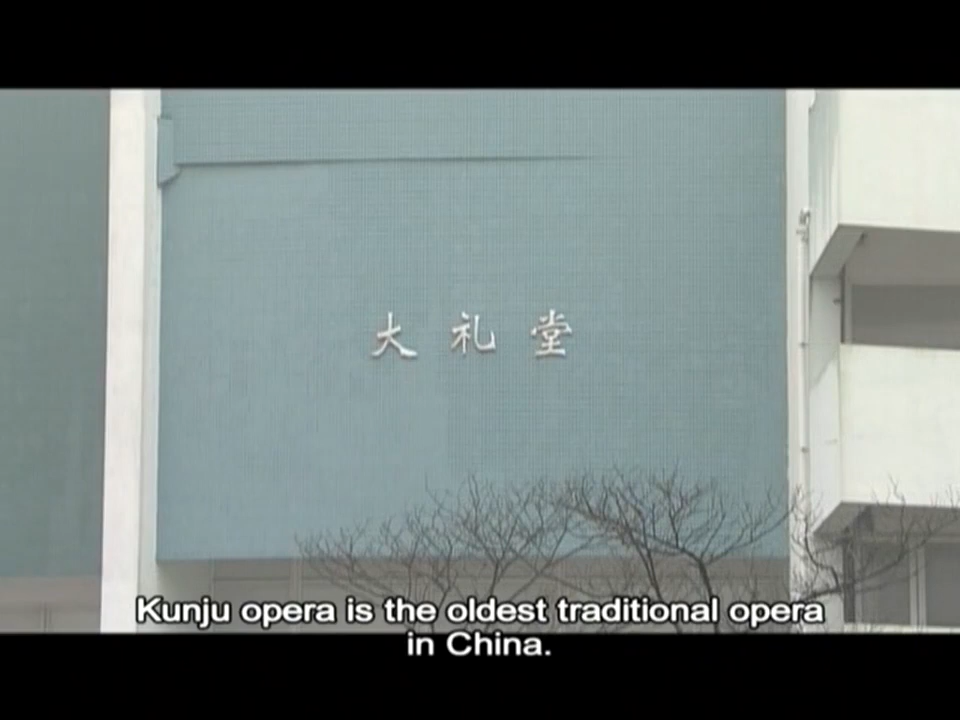 大礼堂
Kunju opera is the oldest traditional opera
in China.